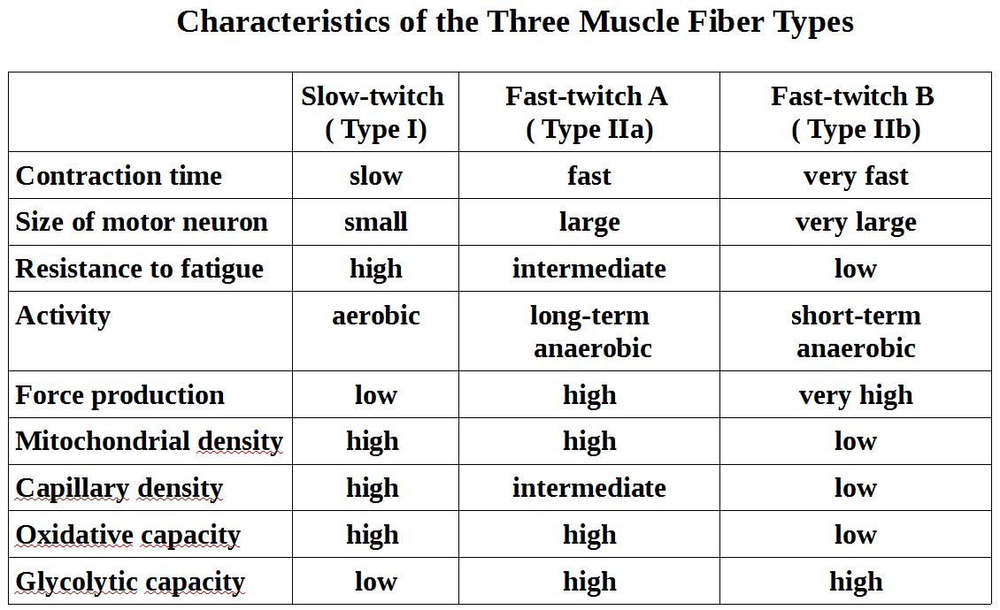 Characteristics of the Three Muscle Fiber Types
Slow-twitch Fast-twitch A Fast-twitch B
( Type I) ( Type IIa) ( Type IIb)
Contraction time slow fast very fast
Size of motor neuron small large very large
Resistance to fatigue high intermediate low
Activity aerobic long-term short-term
anaerobic anaerobic
Force production low high very high
Mitochondrial density high high low
Capillary density high intermediate low
Oxidative capacity high high low
Glycolytic capacity low high high